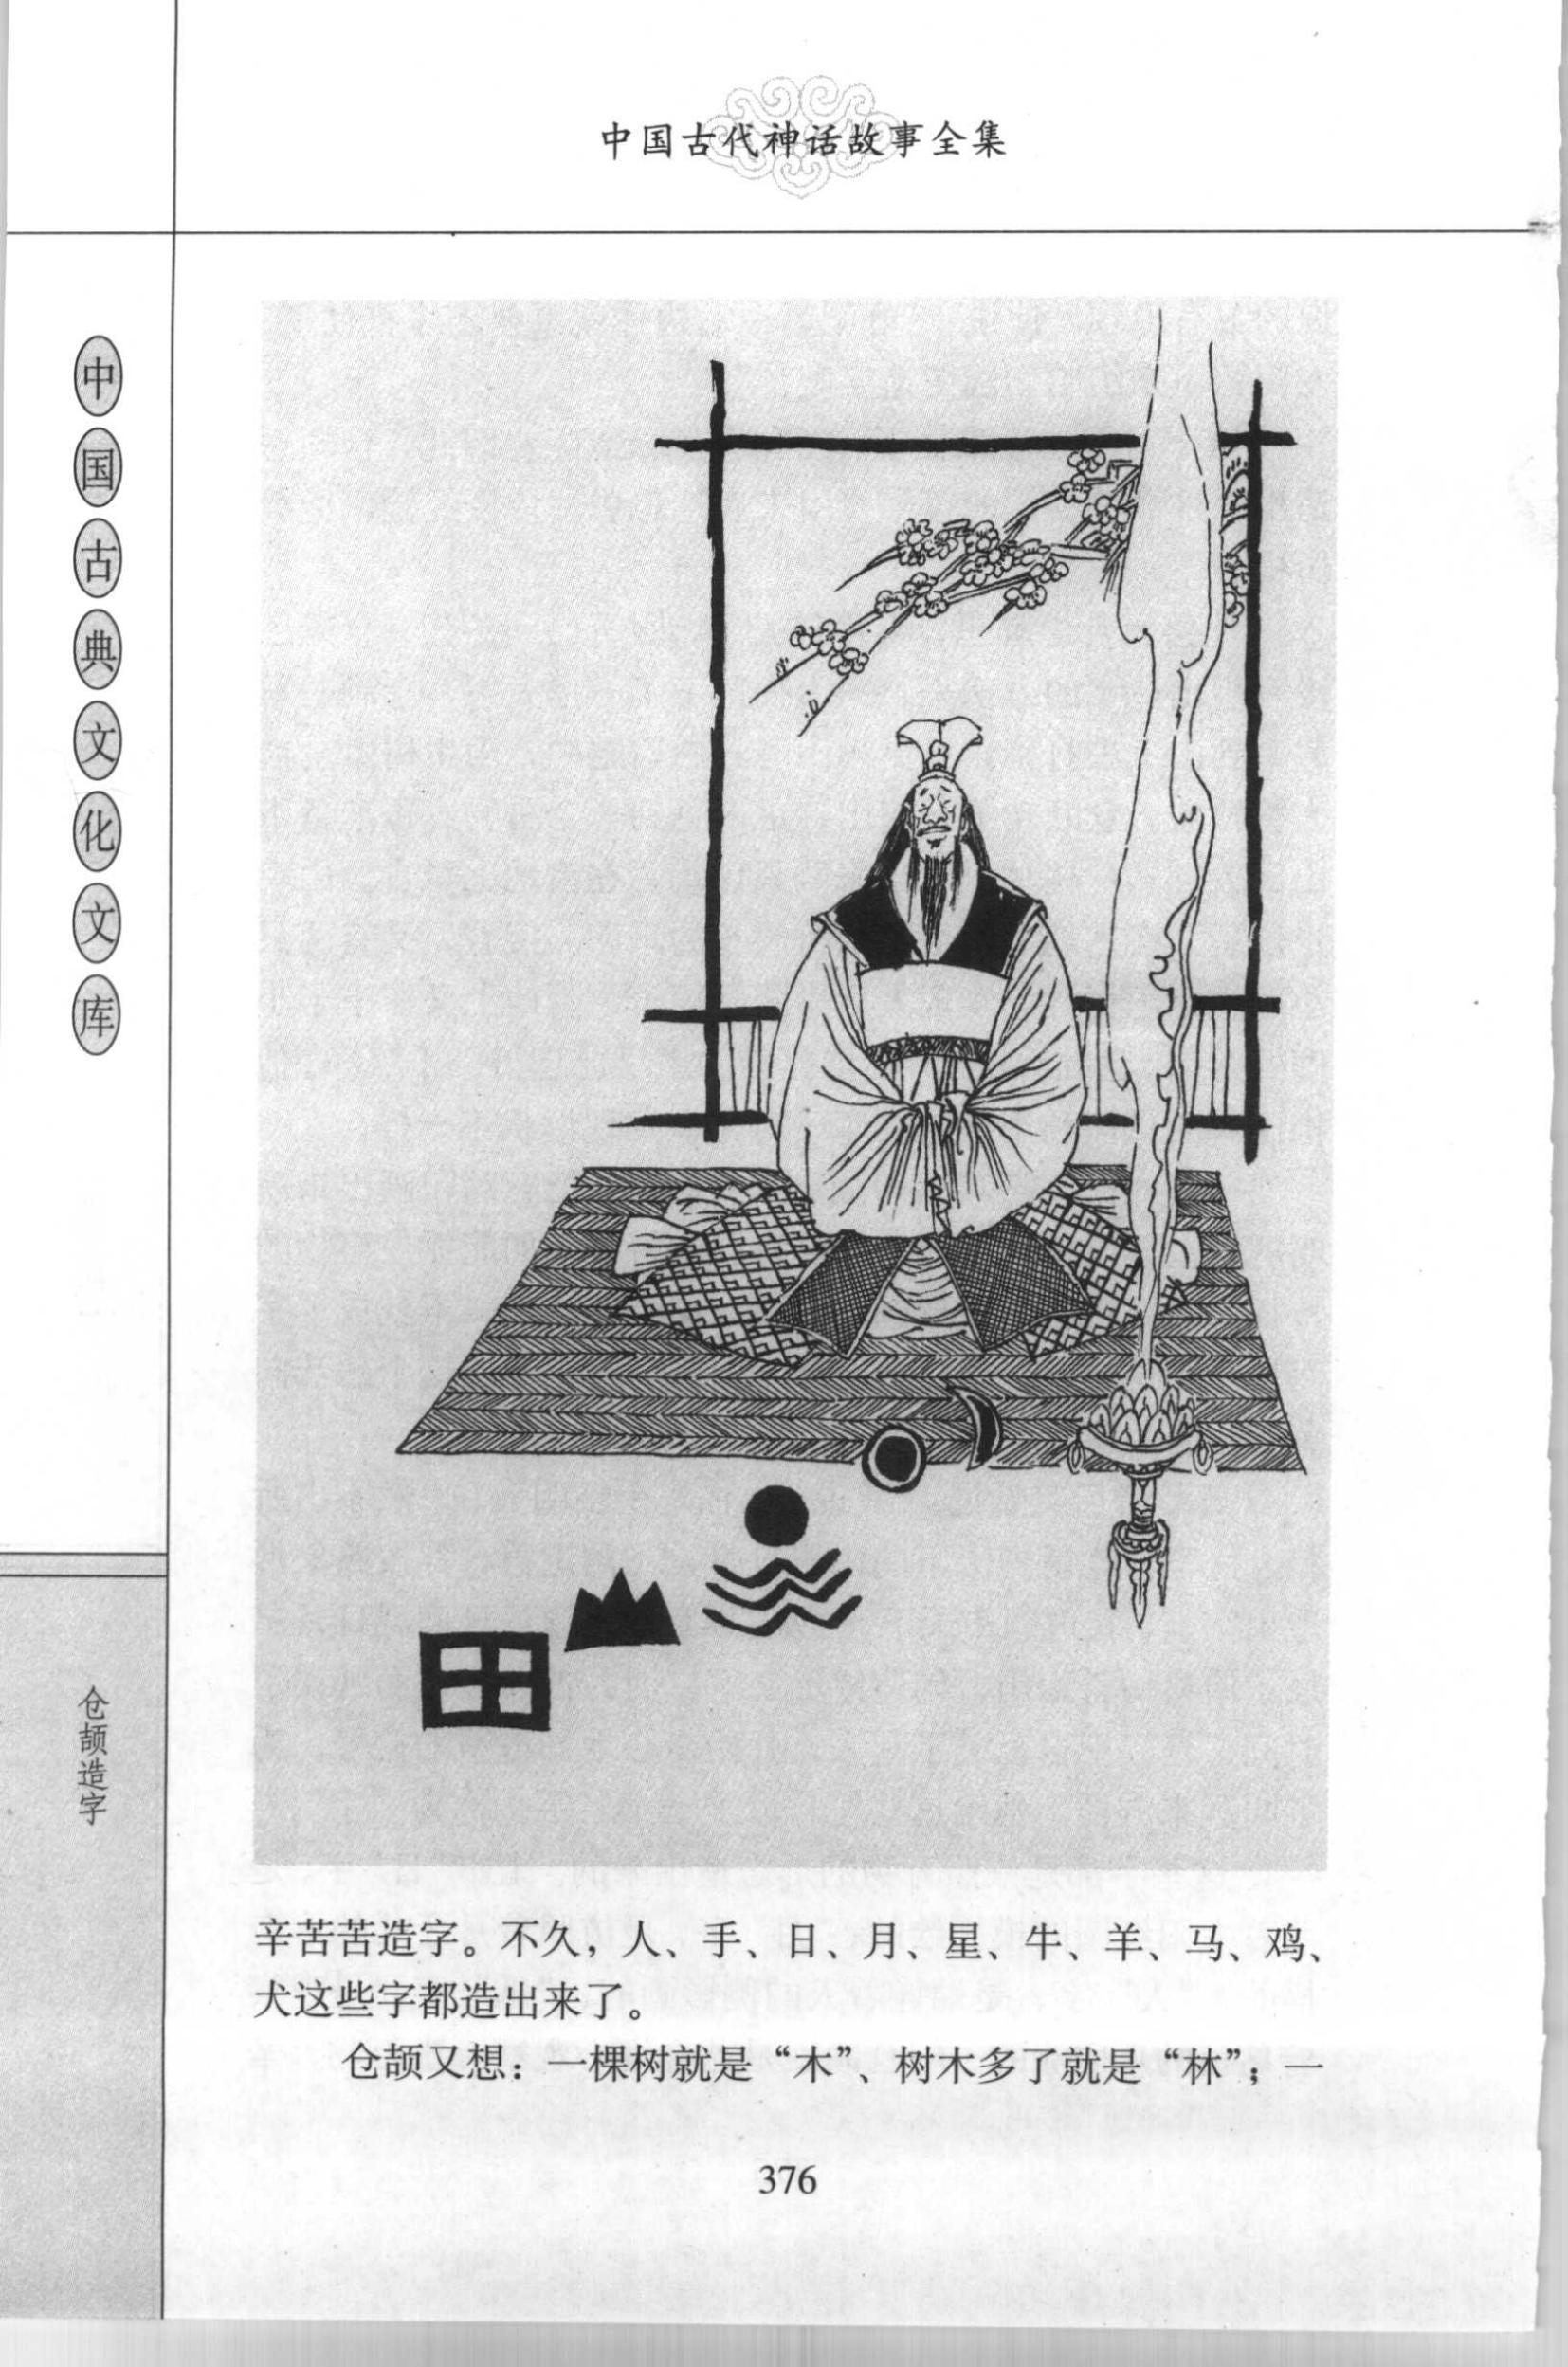 中国古代神话故事全集
中国古典文化文库
仓颉造字
辛苦苦造字。不久，人、手、日、月、星、牛、羊、马、鸡、
犬这些字都造出来了。
仓颉又想：一棵树就是“木”、树木多了就是“林”；一
376